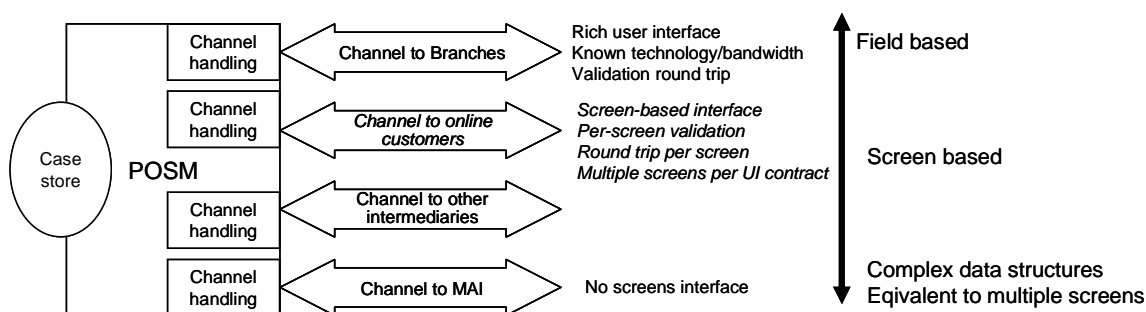 Case
store
POSM
Channel
handling
Channel to Branches
Rich user interface
Known technology/bandwidth
Validation round trip
Channel
handling
Channel to online
customers
Screen-based interface
Per-screen validation
Round trip per screen
Multiple screens per UI contract
Channel
handling
Channel to other
intermediaries
Channel
handling
Channel to MAI
No screens interface
Field based
Screen based
Complex data structures
Eqivalent to multiple screens